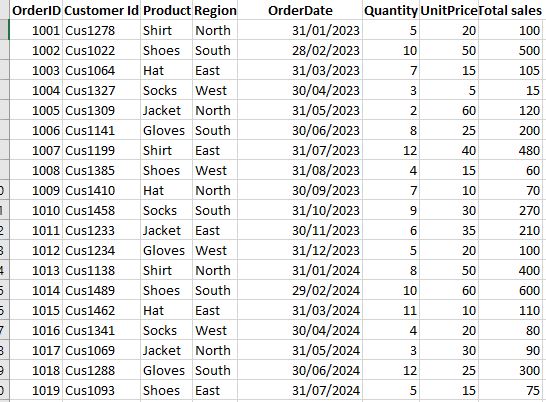 OrderID Customer Id Product Region OrderDate Quantity UnitPrice Total sales
1001 Cus1278 Shirt North 31/01/2023 5 20 100
1002 Cus1022 Shoes South 28/02/2023 10 50 500
1003 Cus1064 Hat East 31/03/2023 7 15 105
1004 Cus1327 Socks West 30/04/2023 3 5 15
1005 Cus1309 Jacket North 31/05/2023 2 60 120
1006 Cus1141 Gloves South 30/06/2023 8 25 200
1007 Cus1199 Shirt East 31/07/2023 12 40 480
1008 Cus1385 Shoes West 31/08/2023 4 15 60
1009 Cus1410 Hat North 30/09/2023 7 10 70
1010 Cus1458 Socks South 31/10/2023 9 30 270
1011 Cus1233 Jacket East 30/11/2023 6 35 210
1012 Cus1234 Gloves West 31/12/2023 5 20 100
1013 Cus1138 Shirt North 31/01/2024 8 50 400
1014 Cus1489 Shoes South 29/02/2024 10 60 600
1015 Cus1462 Hat East 31/03/2024 11 10 110
1016 Cus1341 Socks West 30/04/2024 4 20 80
1017 Cus1069 Jacket North 31/05/2024 3 30 90
1018 Cus1288 Gloves South 30/06/2024 12 25 300
1019 Cus1093 Shoes East 31/07/2024 5 15 75